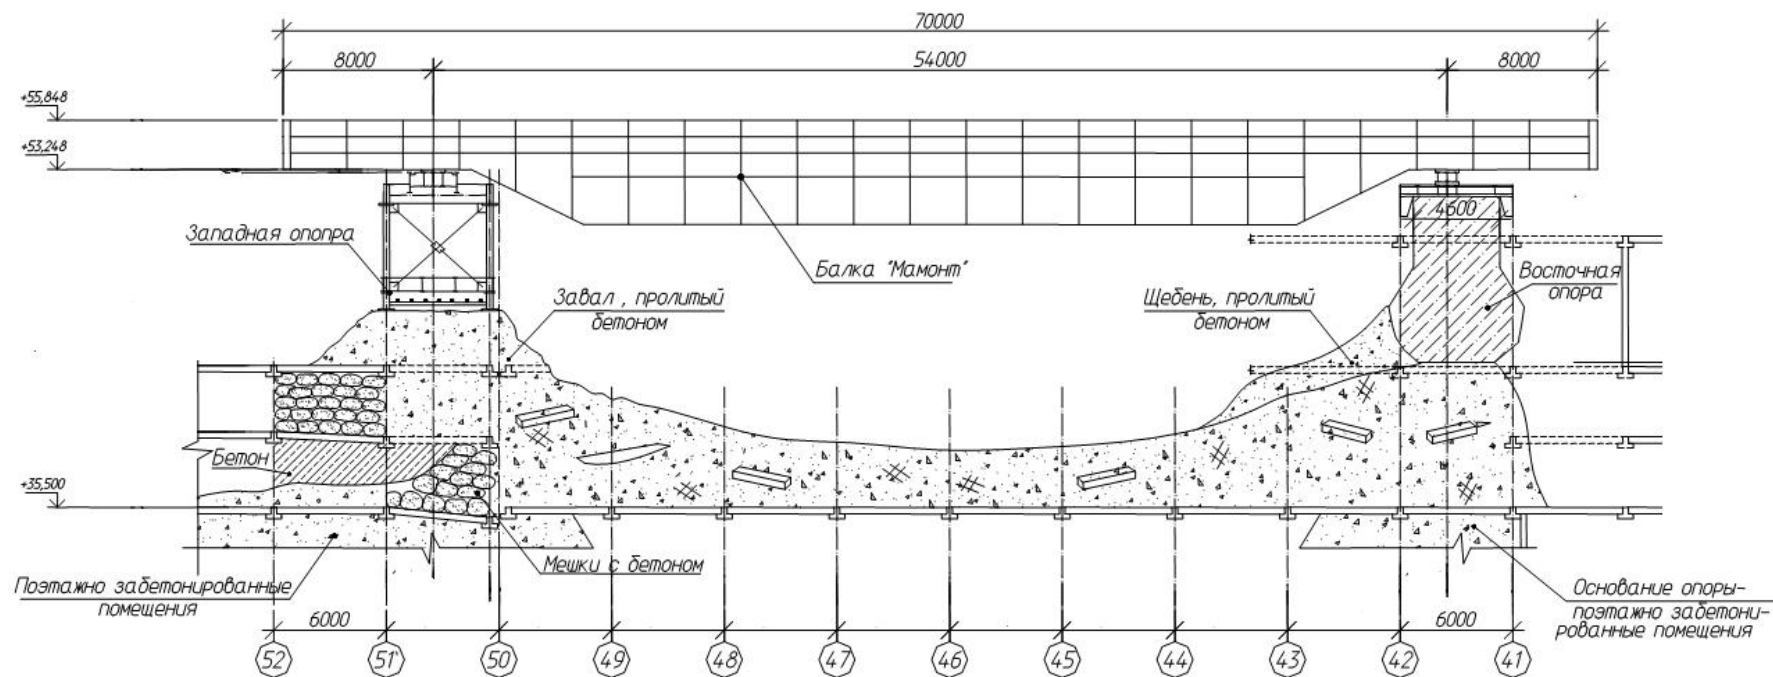 70000
8000
54000
8000
+55,848
+53,248
4600
Западная опопра
Балка "Мамонт"
Восточная
опора
Завал , пролитый
бетоном
Щебень, пролитый
бетоном
Бетон
+35,500
Мешки с бетоном
Поэтажно забетонированные
помещения
Основание опоры-
поэтажно забетони-
рованные помещения
6000
6000
52
51'
50
49
48
47
46
45
44
43
42
41